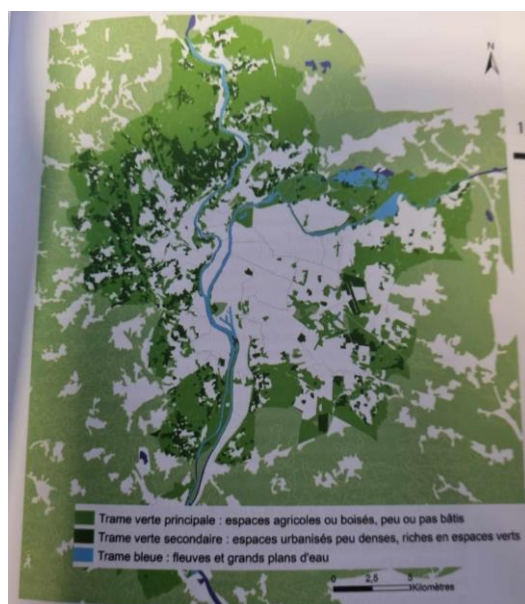 N
1
Trame verte principale : espaces agricoles ou boisés, peu ou pas bâtis
Trame verte secondaire : espaces urbanisés peu denses, riches en espaces verts
Trame bleue : fleuves et grands plans d'eau
0 2,5 5
Kilomètres